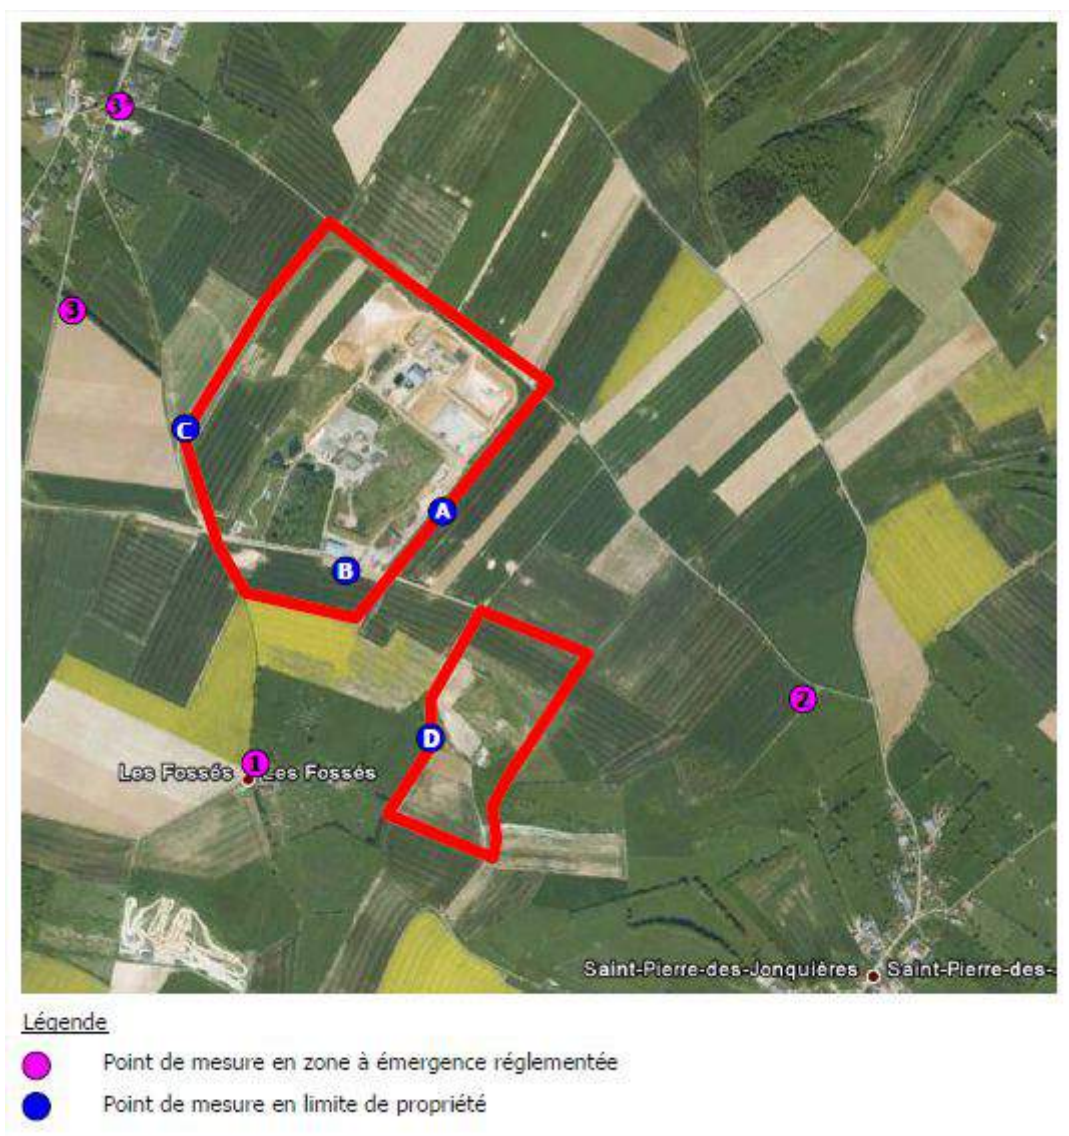 3'
3
C
A
B
2
D
1
Les Fossés Les Fossés
Saint-Pierre-des-Jonquières Saint-Pierre-des-
Légende
Point de mesure en zone à émergence réglementée
Point de mesure en limite de propriété